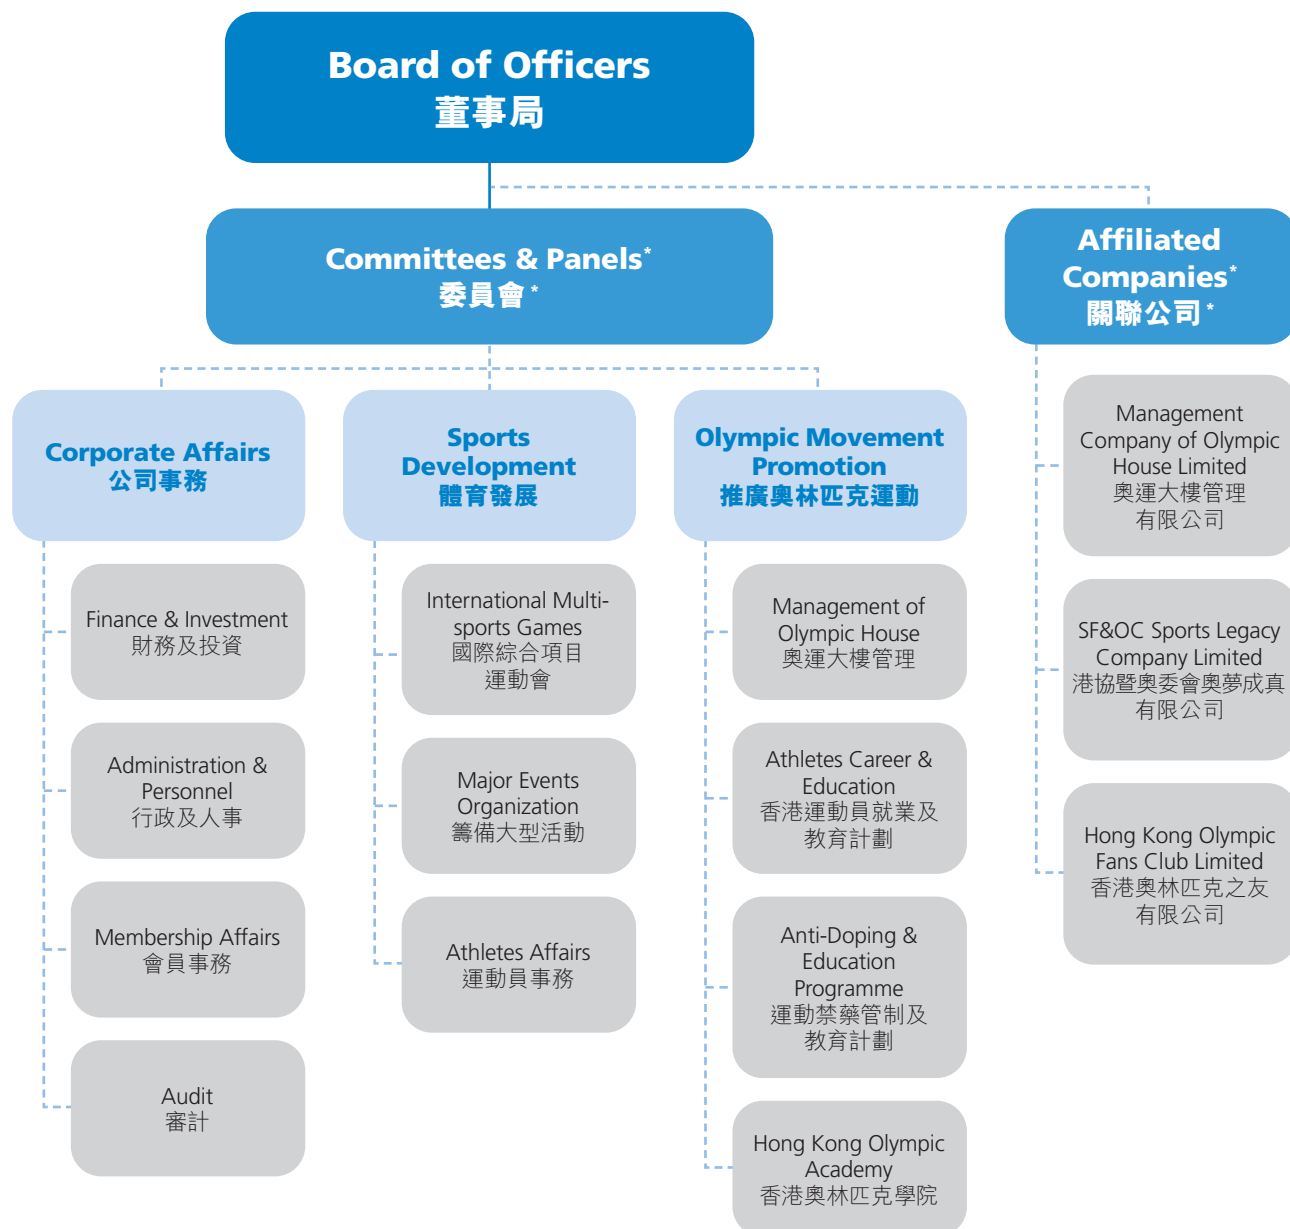 Board of Officers
董事局
Committees & Panels*
委員會*
Affiliated
Companies*
關聯公司*
Corporate Affairs
公司事務
Finance & Investment
財務及投資
Administration &
Personnel
行政及人事
Membership Affairs
會員事務
Audit
審計
Sports
Development
體育發展
International Multi-
sports Games
國際綜合項目
運動會
Major Events
Organization
籌備大型活動
Athletes Affairs
運動員事務
Olympic Movement
Promotion
推廣奧林匹克運動
Management of
Olympic House
奧運大樓管理
Athletes Career &
Education
香港運動員就業及
教育計劃
Anti-Doping &
Education
Programme
運動禁藥管制及
教育計劃
Hong Kong Olympic
Academy
香港奧林匹克學院
Management
Company of Olympic
House Limited
奧運大樓管理
有限公司
SF&OC Sports Legacy
Company Limited
港協暨奧委會奧夢成真
有限公司
Hong Kong Olympic
Fans Club Limited
香港奧林匹克之友
有限公司